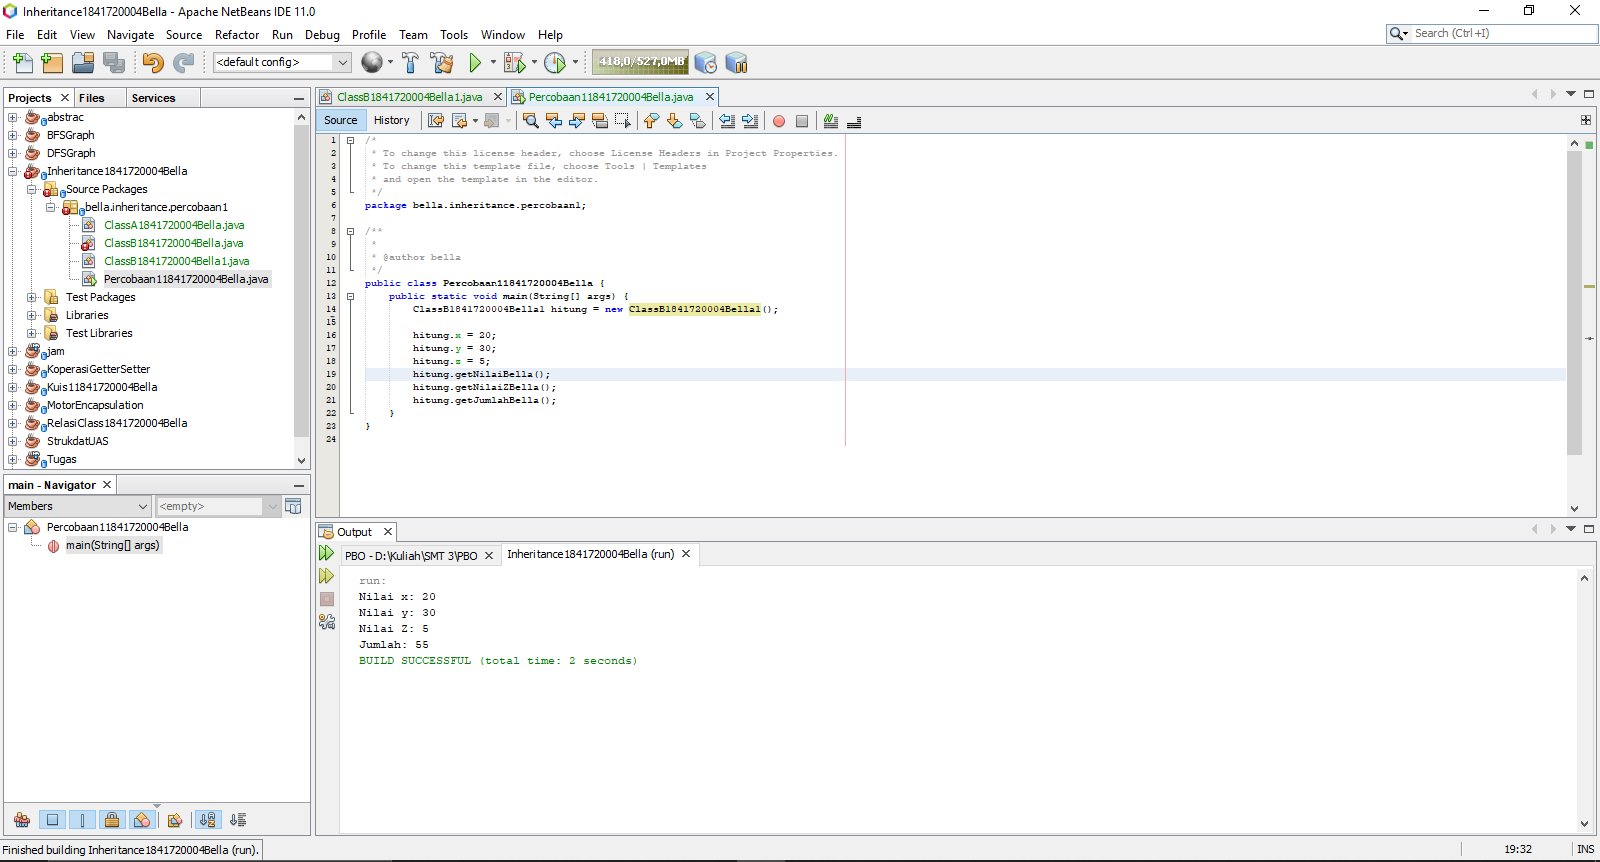 Inheritance1841720004Bella - Apache NetBeans IDE 11.0
File Edit View Navigate Source Refactor Run Debug Profile Team Tools Window Help
Search (Ctrl+I)
<default config>
418,0/527,0MB
Projects Files Services
abstrac
BFSGraph
DFSGraph
Inheritance1841720004Bella
Source Packages
bella.inheritance.percobaan1
ClassA1841720004Bella.java
ClassB1841720004Bella.java
ClassB1841720004Bella1.java
Percobaan11841720004Bella.java
Test Packages
Libraries
Test Libraries
jam
KoperasiGetterSetter
Kuis11841720004Bella
MotorEncapsulation
RelasiClass1841720004Bella
StrukdatUAS
Tugas
main - Navigator
Members
<empty>
Percobaan11841720004Bella
main(String[] args)
ClassB1841720004Bella1.java Percobaan11841720004Bella.java
Source History
1 /*
2 * To change this license header, choose License Headers in Project Properties.
3 * To change this template file, choose Tools | Templates
4 * and open the template in the editor.
5 */
6 package bella.inheritance.percobaan1;
7
8 /**
9 *
10 * @author bella
11 */
12 public class Percobaan11841720004Bella {
13 public static void main(String[] args) {
14 ClassB1841720004Bella1 hitung = new ClassB1841720004Bella1();
15
16 hitung.x = 20;
17 hitung.y = 30;
18 hitung.z = 5;
19 hitung.getNilaiBella();
20 hitung.getNilaiZBella();
21 hitung.getJumlahBella();
22 }
23 }
24
Output
PBO - D:\Kuliah\SMT 3\PBO Inheritance1841720004Bella (run)
run:
Nilai x: 20
Nilai y: 30
Nilai Z: 5
Jumlah: 55
BUILD SUCCESSFUL (total time: 2 seconds)
Finished building Inheritance1841720004Bella (run).
19:32 INS